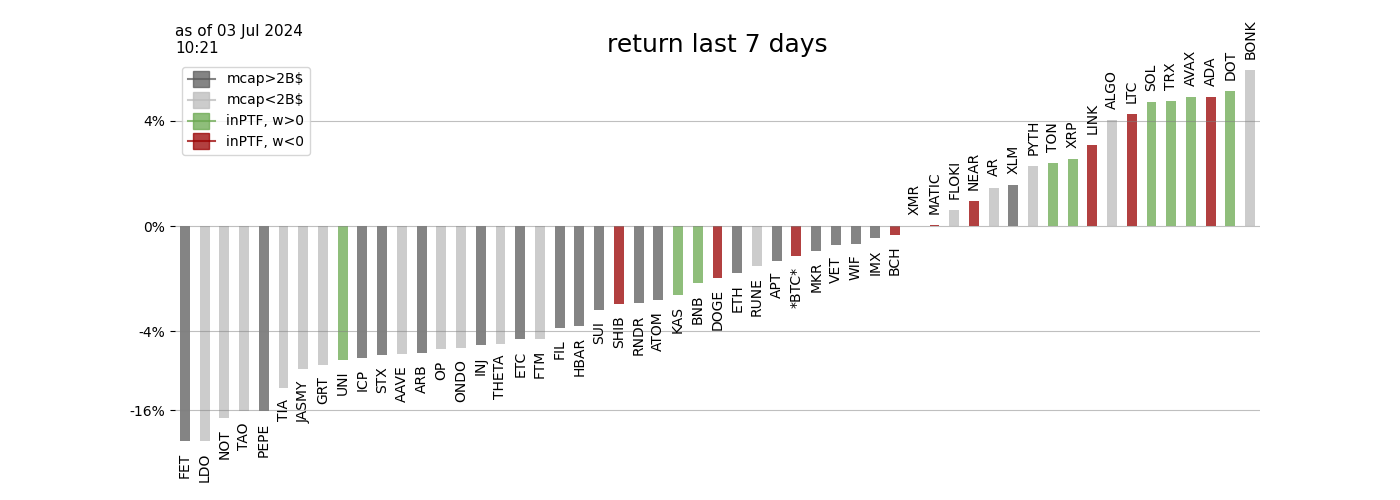 as of 03 Jul 2024
10:21
return last 7 days
mcap>2B$
mcap<2B$
inPTF, w>0
inPTF, w<0
4%
0%
-4%
-16%
FET
LDO
NOT
TAO
PEPE
TIA
JASMY
GRT
UNI
ICP
STX
AAVE
ARB
OP
ONDO
INJ
THETA
ETC
FTM
FIL
HBAR
SUI
SHIB
RNDR
ATOM
KAS
BNB
DOGE
ETH
RUNE
APT
*BTC*
MKR
VET
WIF
IMX
BCH
XMR
MATIC
FLOKI
NEAR
AR
XLM
PYTH
TON
XRP
LINK
ALGO
LTC
SOL
TRX
AVAX
ADA
DOT
BONK